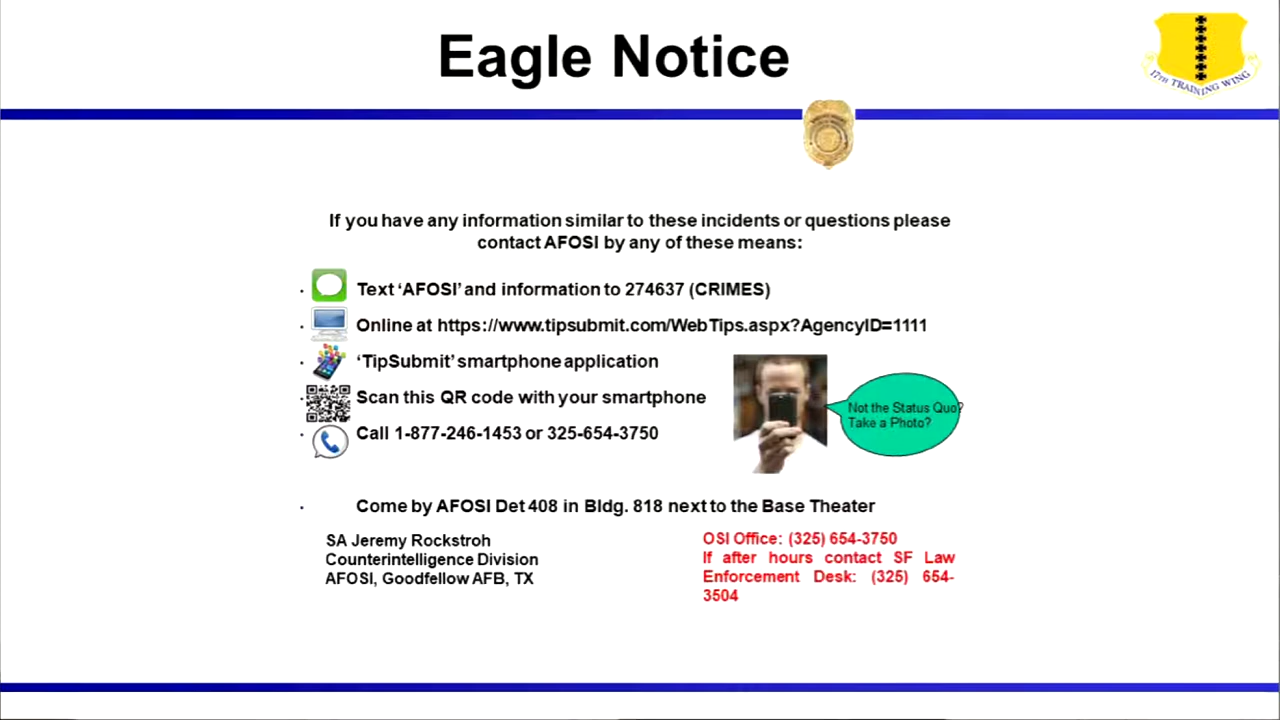 Eagle Notice
17TH TRAINING WING
If you have any information similar to these incidents or questions please
contact AFOSI by any of these means:
· Text ‘AFOSI’ and information to 274637 (CRIMES)
· Online at https://www.tipsubmit.com/WebTips.aspx?AgencyID=1111
· ‘TipSubmit’ smartphone application
· Scan this QR code with your smartphone
· Call 1-877-246-1453 or 325-654-3750
Not the Status Quo?
Take a Photo?
· Come by AFOSI Det 408 in Bldg. 818 next to the Base Theater
SA Jeremy Rockstroh
Counterintelligence Division
AFOSI, Goodfellow AFB, TX
OSI Office: (325) 654-3750
If after hours contact SF Law
Enforcement Desk: (325) 654-
3504